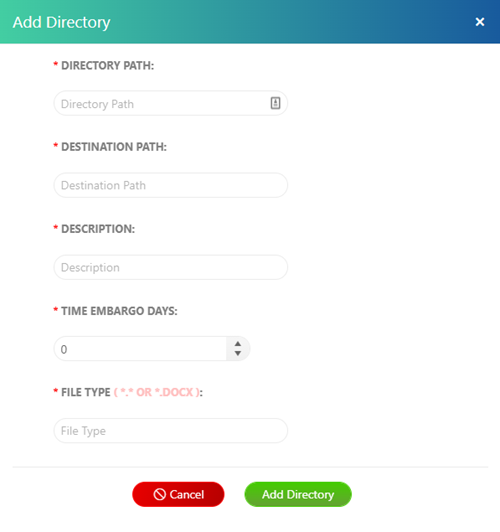 Add Directory
* DIRECTORY PATH:
Directory Path
* DESTINATION PATH:
Destination Path
* DESCRIPTION:
Description
* TIME EMBARGO DAYS:
0
* FILE TYPE ( *.* OR *.DOCX ):
File Type
Cancel Add Directory